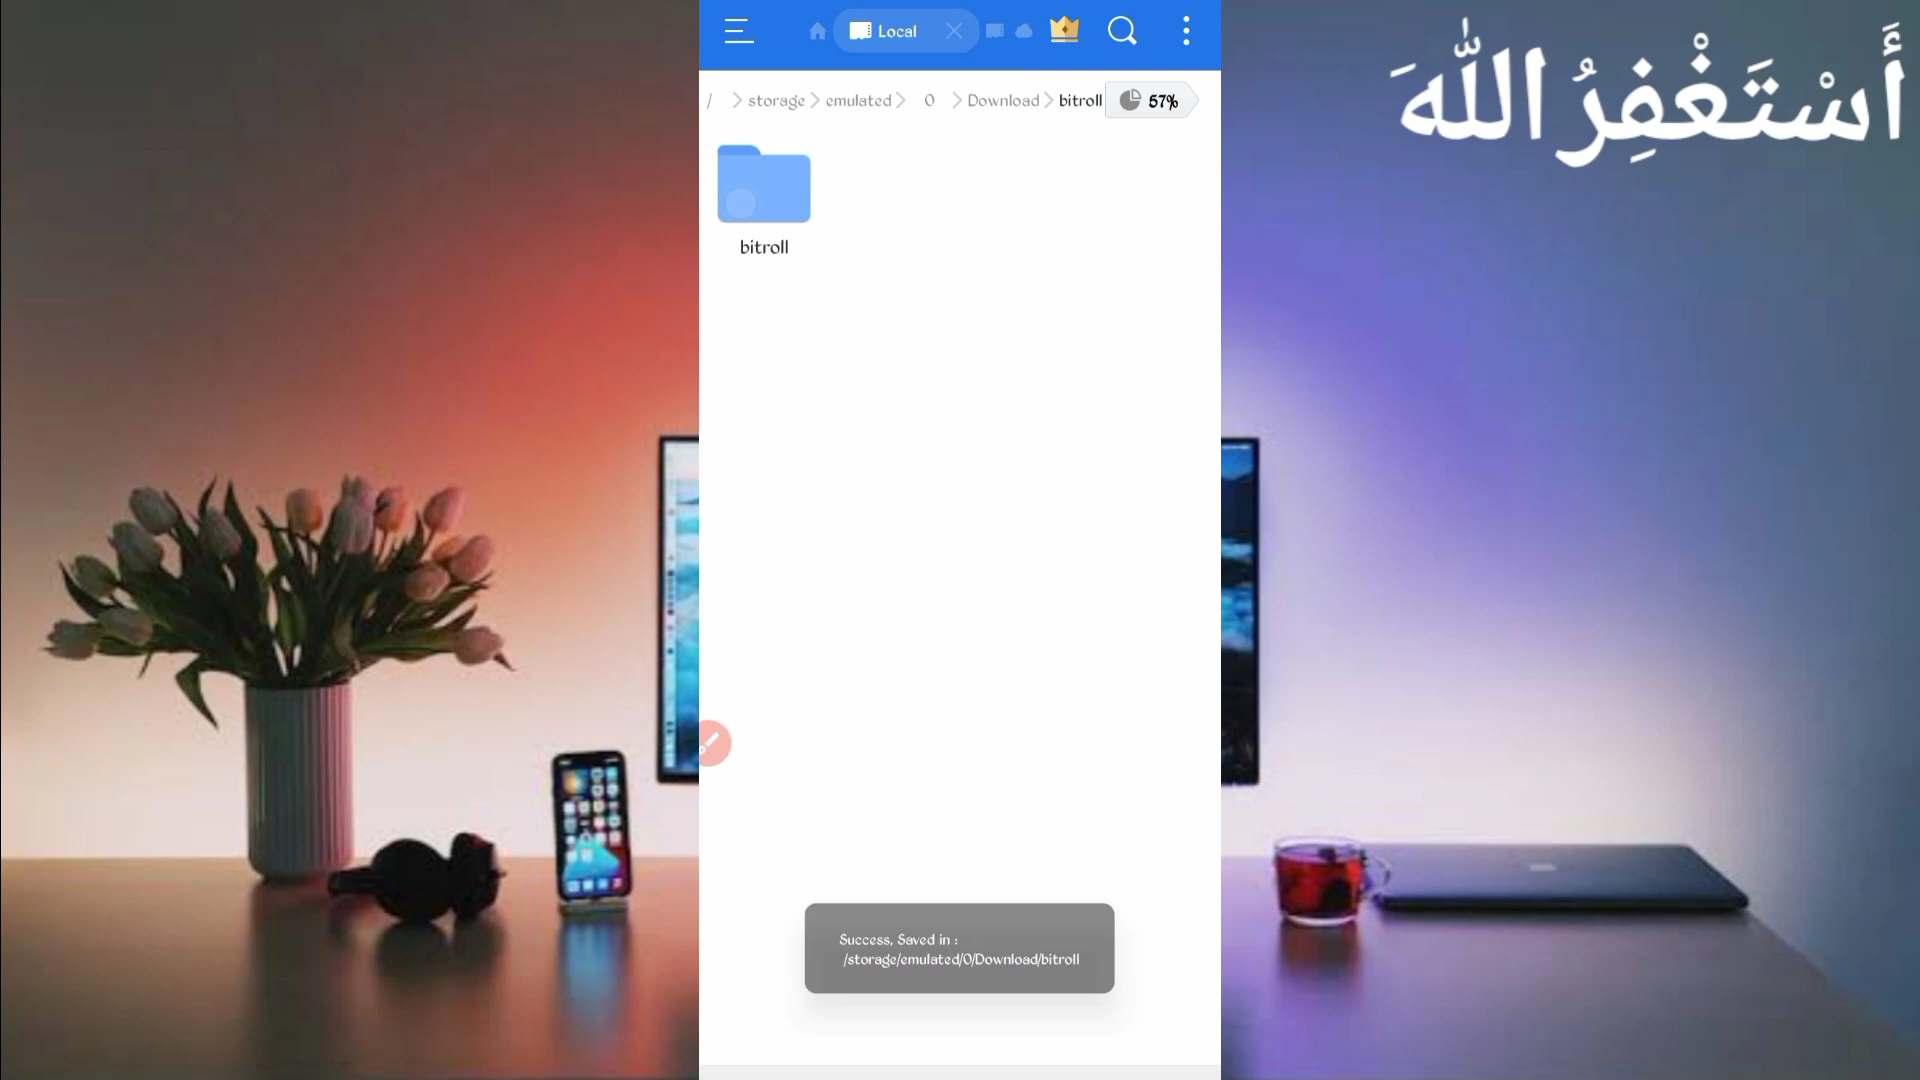 Local
أَسْتَغْفِرُ اللَّهَ
/ storage emulated 0 Download bitroll 57%
bitroll
Success, Saved in :
/storage/emulated/0/Download/bitroll